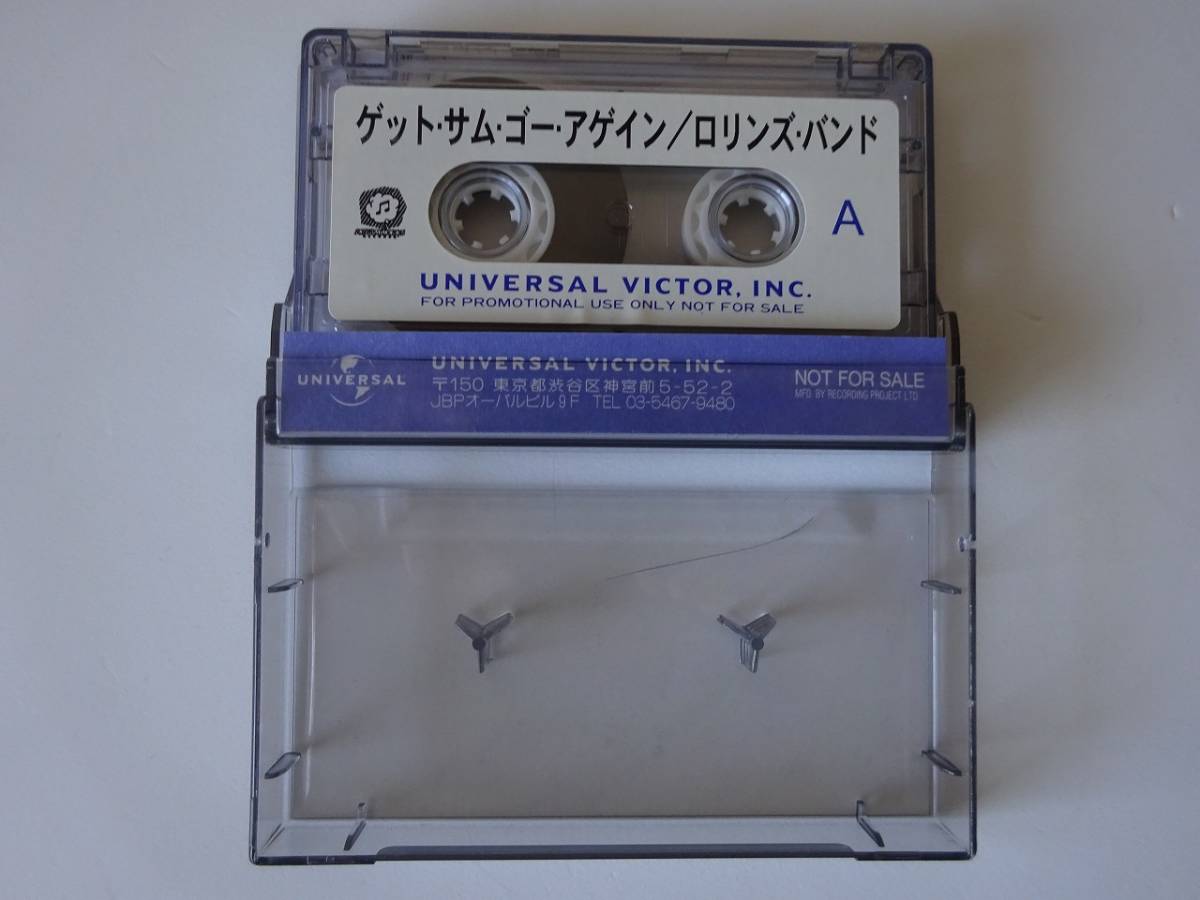 ゲット・サム・ゴー・アゲイン／ロリンズ・バンド
A
UNIVERSAL VICTOR, INC.
FOR PROMOTIONAL USE ONLY NOT FOR SALE
UNIVERSAL
UNIVERSAL VICTOR, INC.
〒150 東京都渋谷区神宮前5-52-2
JBPオーバルビル9F TEL 03-5467-9480
NOT FOR SALE
MFD. BY RECORDING PROJECT LTD.